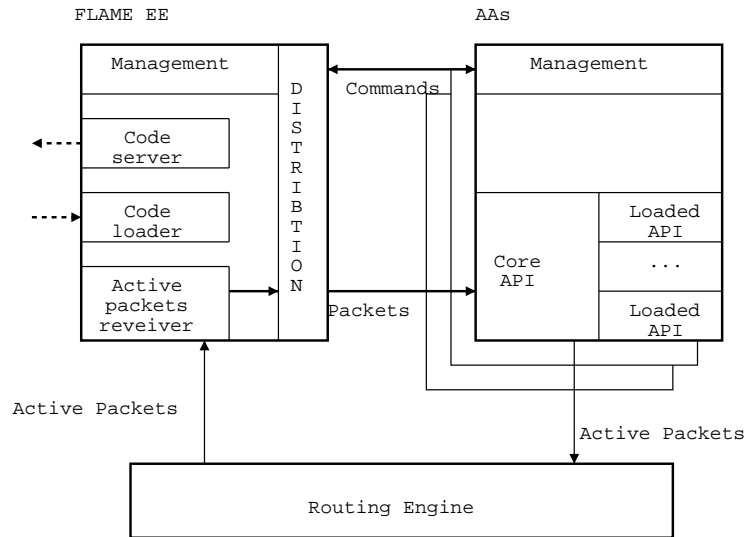 FLAME EE
AAs
Management
D
I
S
T
R
I
B
T
I
O
N
Commands
Management
Code
server
Code
loader
Active
packets
reveiver
Packets
Core
API
Loaded
API
...
Loaded
API
Active Packets
Active Packets
Routing Engine